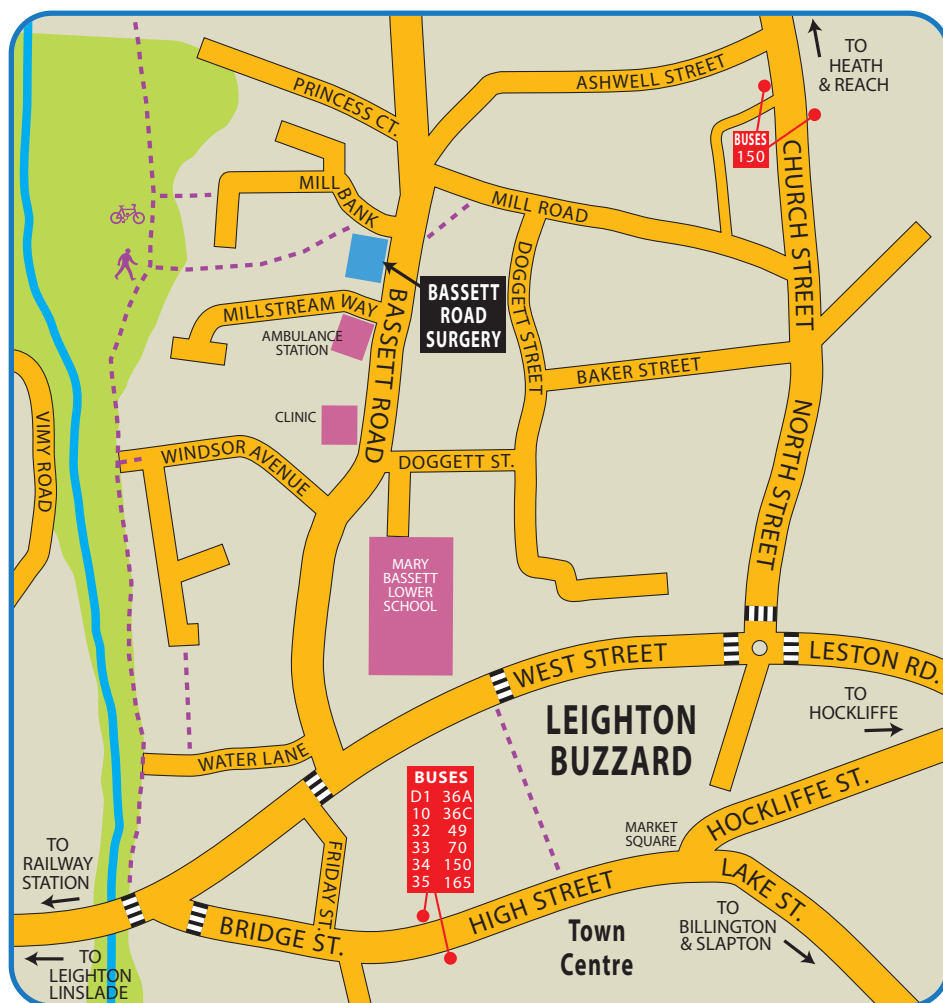 TO
HEATH
& REACH
ASHWELL STREET
PRINCESS CT.
BUSES
150
CHURCH STREET
MILL BANK
MILL ROAD
DOGGETT STREET
BASSETT
ROAD
SURGERY
MILLSTREAM WAY
BASSETT ROAD
AMBULANCE
STATION
BAKER STREET
VIMY ROAD
CLINIC
NORTH STREET
WINDSOR AVENUE
DOGGETT ST.
MARY
BASSETT
LOWER
SCHOOL
WEST STREET
LESTON RD.
TO
HOCKLIFFE
LEIGHTON
BUZZARD
WATER LANE
BUSES
D1 36A
10 36C
32 49
33 70
34 150
35 165
HOCKLIFFE ST.
MARKET
SQUARE
TO
RAILWAY
STATION
FRIDAY ST.
HIGH STREET
LAKE ST.
BRIDGE ST.
Town
Centre
TO
BILLINGTON
& SLAPTON
TO
LEIGHTON
LINSLADE